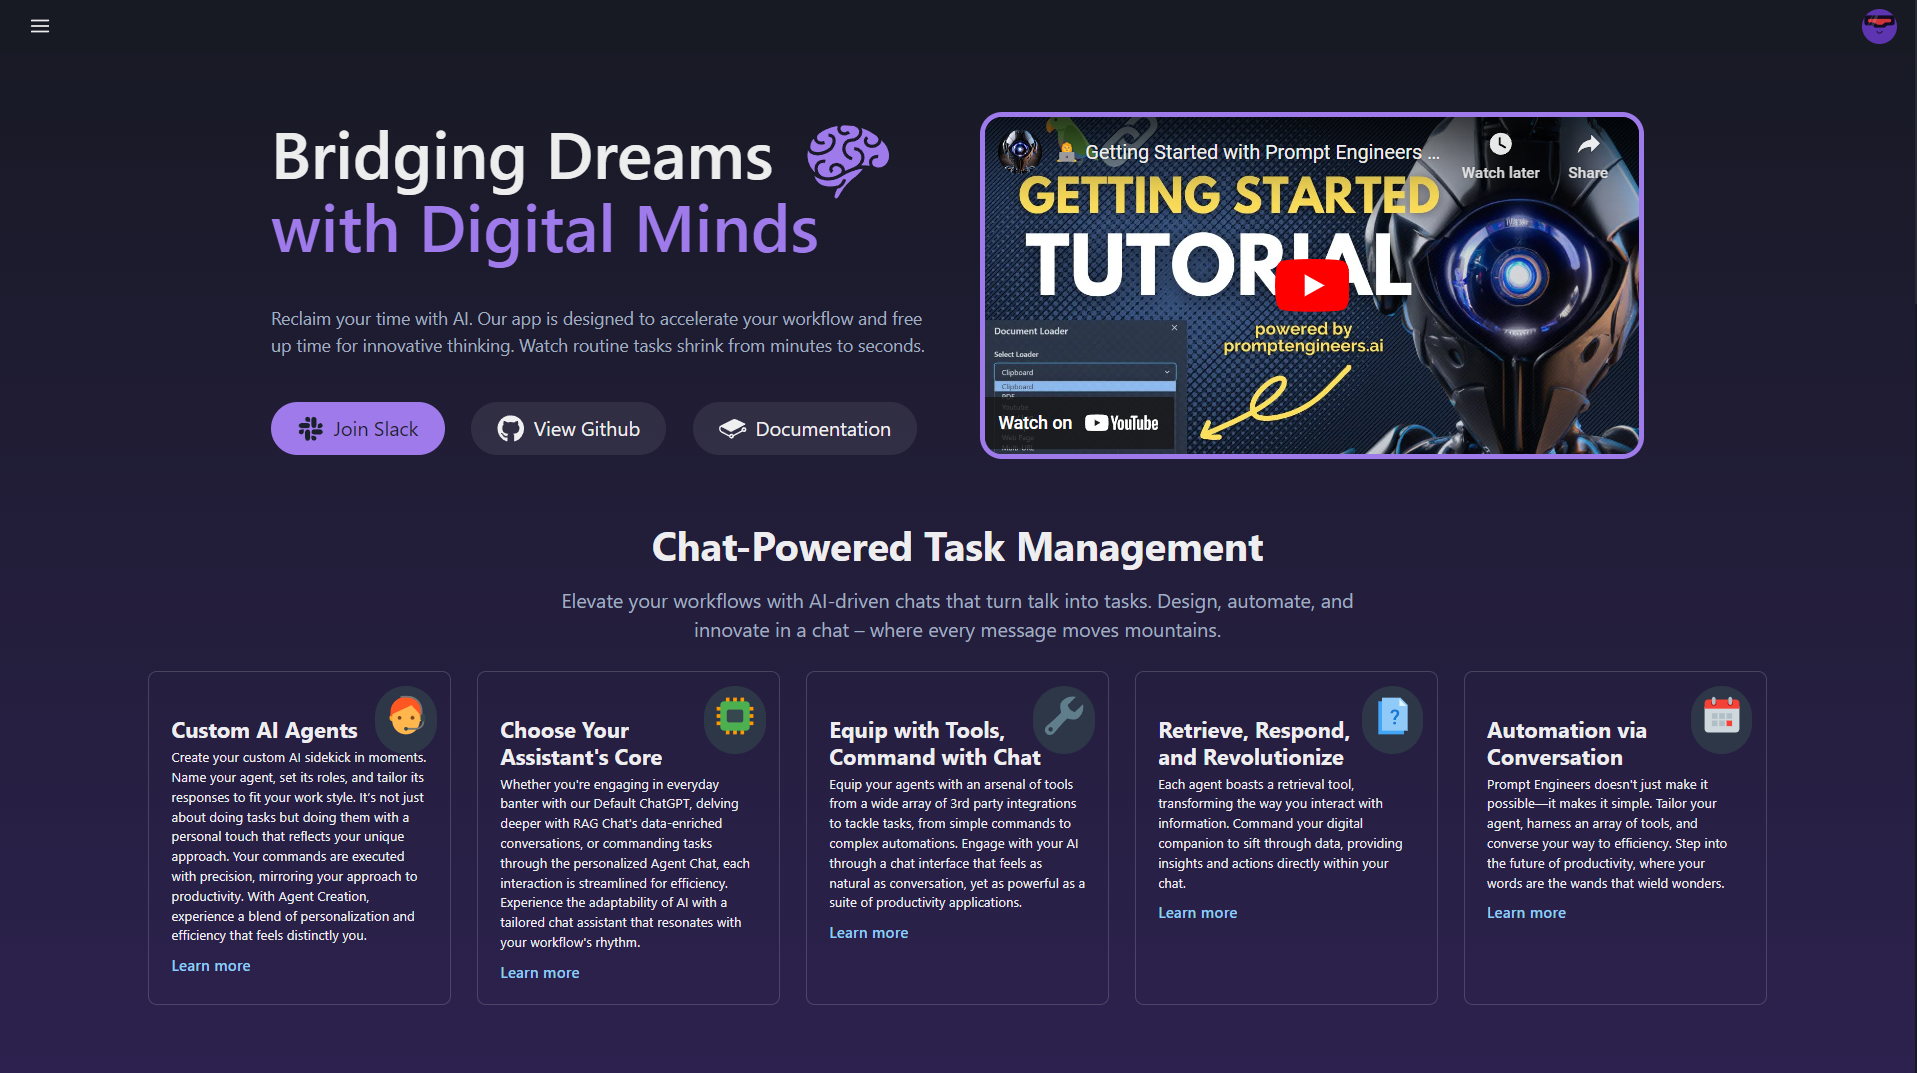 Bridging Dreams
with Digital Minds
Reclaim your time with AI. Our app is designed to accelerate your workflow and free
up time for innovative thinking. Watch routine tasks shrink from minutes to seconds.
Join Slack
View Github
Documentation
Getting Started with Prompt Engineers ...
Watch later
Share
GETTING STARTED
TUTORIAL
powered by
promptengineers.ai
Document Loader
Select Loader
Clipboard
Clipboard
PDF
Youtube
Web Page
Multi-URL
Watch on YouTube
Chat-Powered Task Management
Elevate your workflows with AI-driven chats that turn talk into tasks. Design, automate, and
innovate in a chat – where every message moves mountains.
Custom AI Agents
Create your custom AI sidekick in moments.
Name your agent, set its roles, and tailor its
responses to fit your work style. It's not just
about doing tasks but doing them with a
personal touch that reflects your unique
approach. Your commands are executed
with precision, mirroring your approach to
productivity. With Agent Creation,
experience a blend of personalization and
efficiency that feels distinctly you.
Learn more
Choose Your
Assistant's Core
Whether you're engaging in everyday
banter with our Default ChatGPT, delving
deeper with RAG Chat's data-enriched
conversations, or commanding tasks
through the personalized Agent Chat, each
interaction is streamlined for efficiency.
Experience the adaptability of AI with a
tailored chat assistant that resonates with
your workflow's rhythm.
Learn more
Equip with Tools,
Command with Chat
Equip your agents with an arsenal of tools
from a wide array of 3rd party integrations
to tackle tasks, from simple commands to
complex automations. Engage with your AI
through a chat interface that feels as
natural as conversation, yet as powerful as a
suite of productivity applications.
Learn more
Retrieve, Respond,
and Revolutionize
Each agent boasts a retrieval tool,
transforming the way you interact with
information. Command your digital
companion to sift through data, providing
insights and actions directly within your
chat.
Learn more
Automation via
Conversation
Prompt Engineers doesn't just make it
possible—it makes it simple. Tailor your
agent, harness an array of tools, and
converse your way to efficiency. Step into
the future of productivity, where your
words are the wands that wield wonders.
Learn more